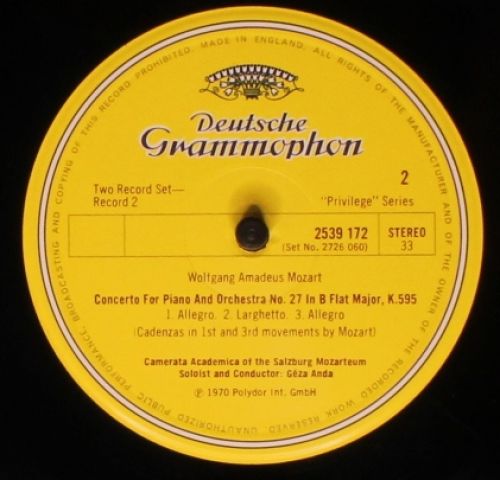 MADE IN ENGLAND. ALL RIGHTS OF THE MANUFACTURER AND OF THE OWNER OF THE RECORDED WORK RESERVED. UNAUTHORIZED PUBLIC PERFORMANCE, BROADCASTING AND COPYING OF THIS RECORD PROHIBITED.
Deutsche
Grammophon
Two Record Set—
Record 2
2
"Privilege" Series
2539 172
(Set No. 2726 060)
STEREO
33
Wolfgang Amadeus Mozart
Concerto For Piano And Orchestra No. 27 In B Flat Major, K.595
1. Allegro. 2. Larghetto. 3. Allegro
(Cadenzas in 1st and 3rd movements by Mozart)
Camerata Academica of the Salzburg Mozarteum
Soloist and Conductor: Géza Anda
℗ 1970 Polydor Int. GmbH